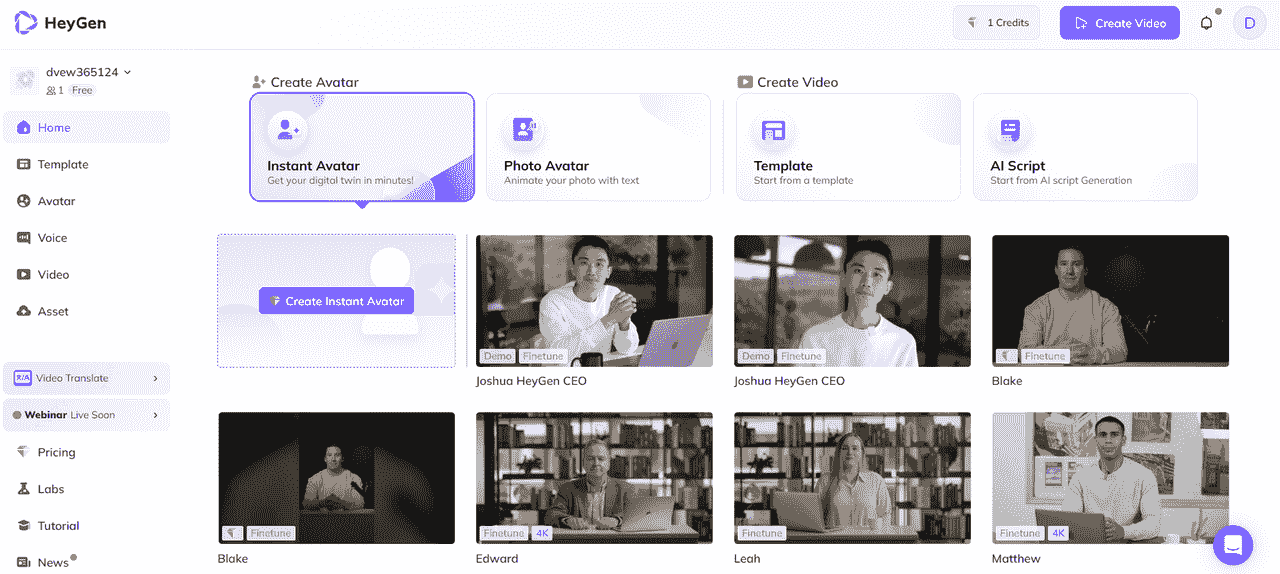 HeyGen
1 Credits
Create Video
D
dvew365124
1 Free
Home
Template
Avatar
Voice
Video
Asset
Video Translate
Webinar Live Soon
Pricing
Labs
Tutorial
News
Create Avatar
Instant Avatar
Get your digital twin in minutes!
Photo Avatar
Animate your photo with text
Create Video
Template
Start from a template
AI Script
Start from AI script Generation
Create Instant Avatar
Demo Finetune
Joshua HeyGen CEO
Demo Finetune
Joshua HeyGen CEO
Finetune
Blake
Finetune
Blake
Finetune 4K
Edward
Finetune
Leah
Finetune 4K
Matthew